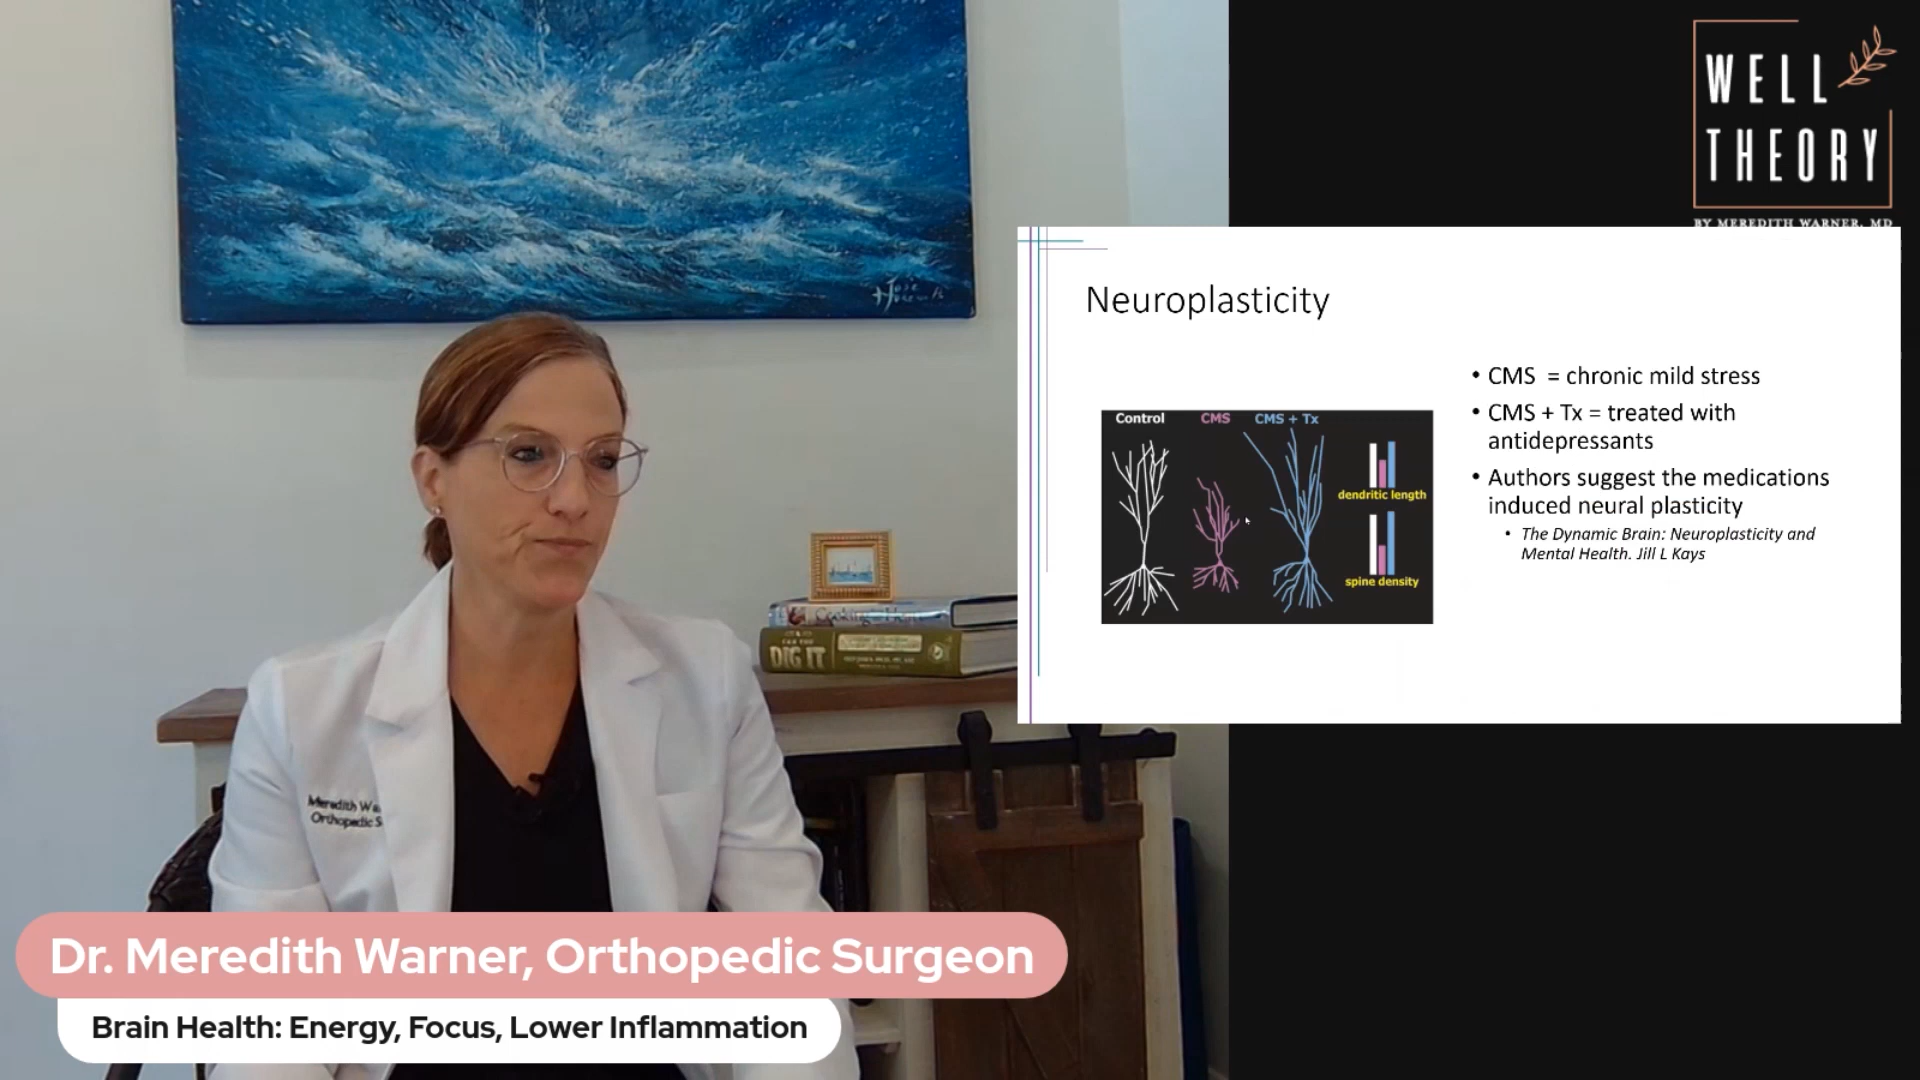 WELL
THEORY
BY MEREDITH WARNER, MD
Neuroplasticity
• CMS = chronic mild stress
• CMS + Tx = treated with
antidepressants
• Authors suggest the medications
induced neural plasticity
• The Dynamic Brain: Neuroplasticity and
Mental Health. Jill L Kays
Control CMS CMS + Tx
dendritic length
spine density
DIG IT
Meredith Wa
Orthopedic S
Dr. Meredith Warner, Orthopedic Surgeon
Brain Health: Energy, Focus, Lower Inflammation